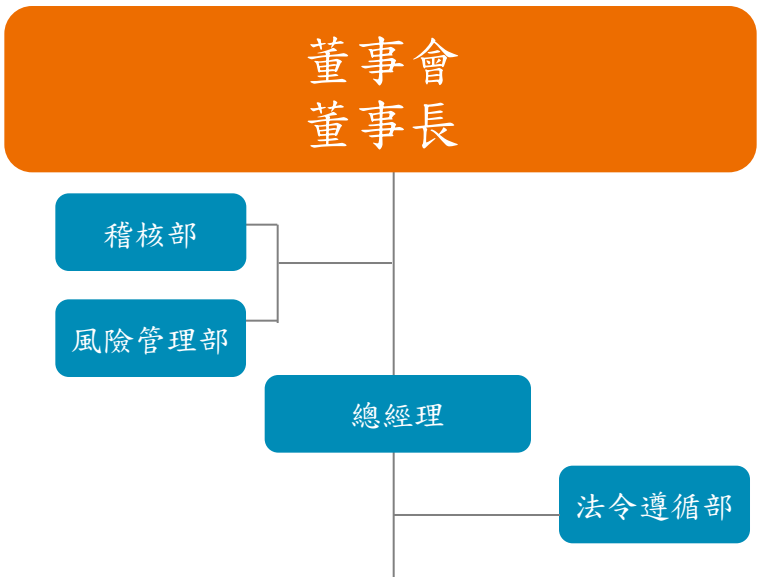 董事會
董事長
稽核部
風險管理部
總經理
法令遵循部